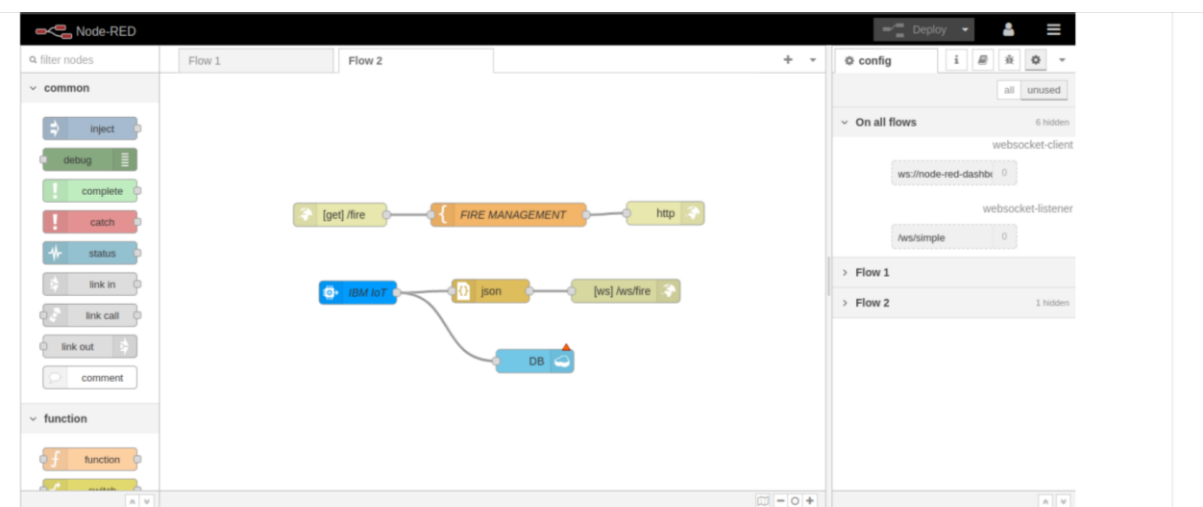 Node-RED
Deploy
filter nodes
Flow 1
Flow 2
config
all
unused
common
inject
debug
complete
catch
status
link in
link call
link out
comment
function
function
[get] /fire
FIRE MANAGEMENT
http
IBM IoT
json
[ws] /ws/fire
DB
On all flows
6 hidden
websocket-client
ws://node-red-dashbo
0
websocket-listener
/ws/simple
0
Flow 1
Flow 2
1 hidden